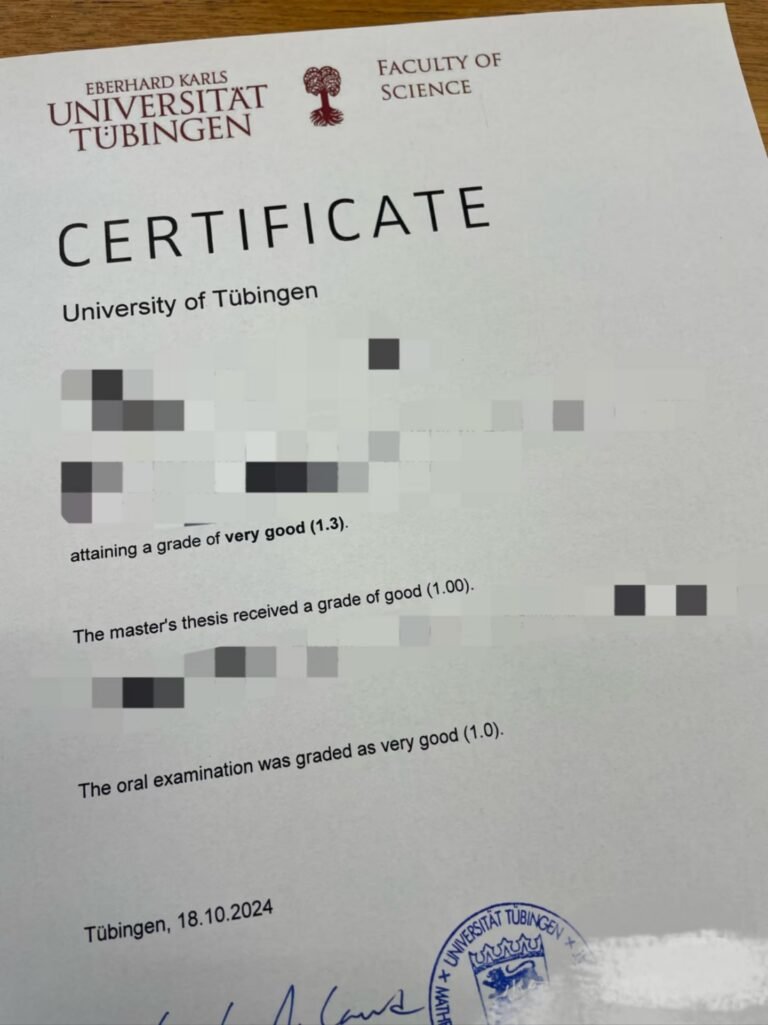 EBERHARD KARLS
UNIVERSITÄT
TÜBINGEN
FACULTY OF
SCIENCE
CERTIFICATE
University of Tübingen
attaining a grade of very good (1.3).
The master's thesis received a grade of good (1.00).
The oral examination was graded as very good (1.0).
Tübingen, 18.10.2024
UNIVERSITÄT TÜBINGEN